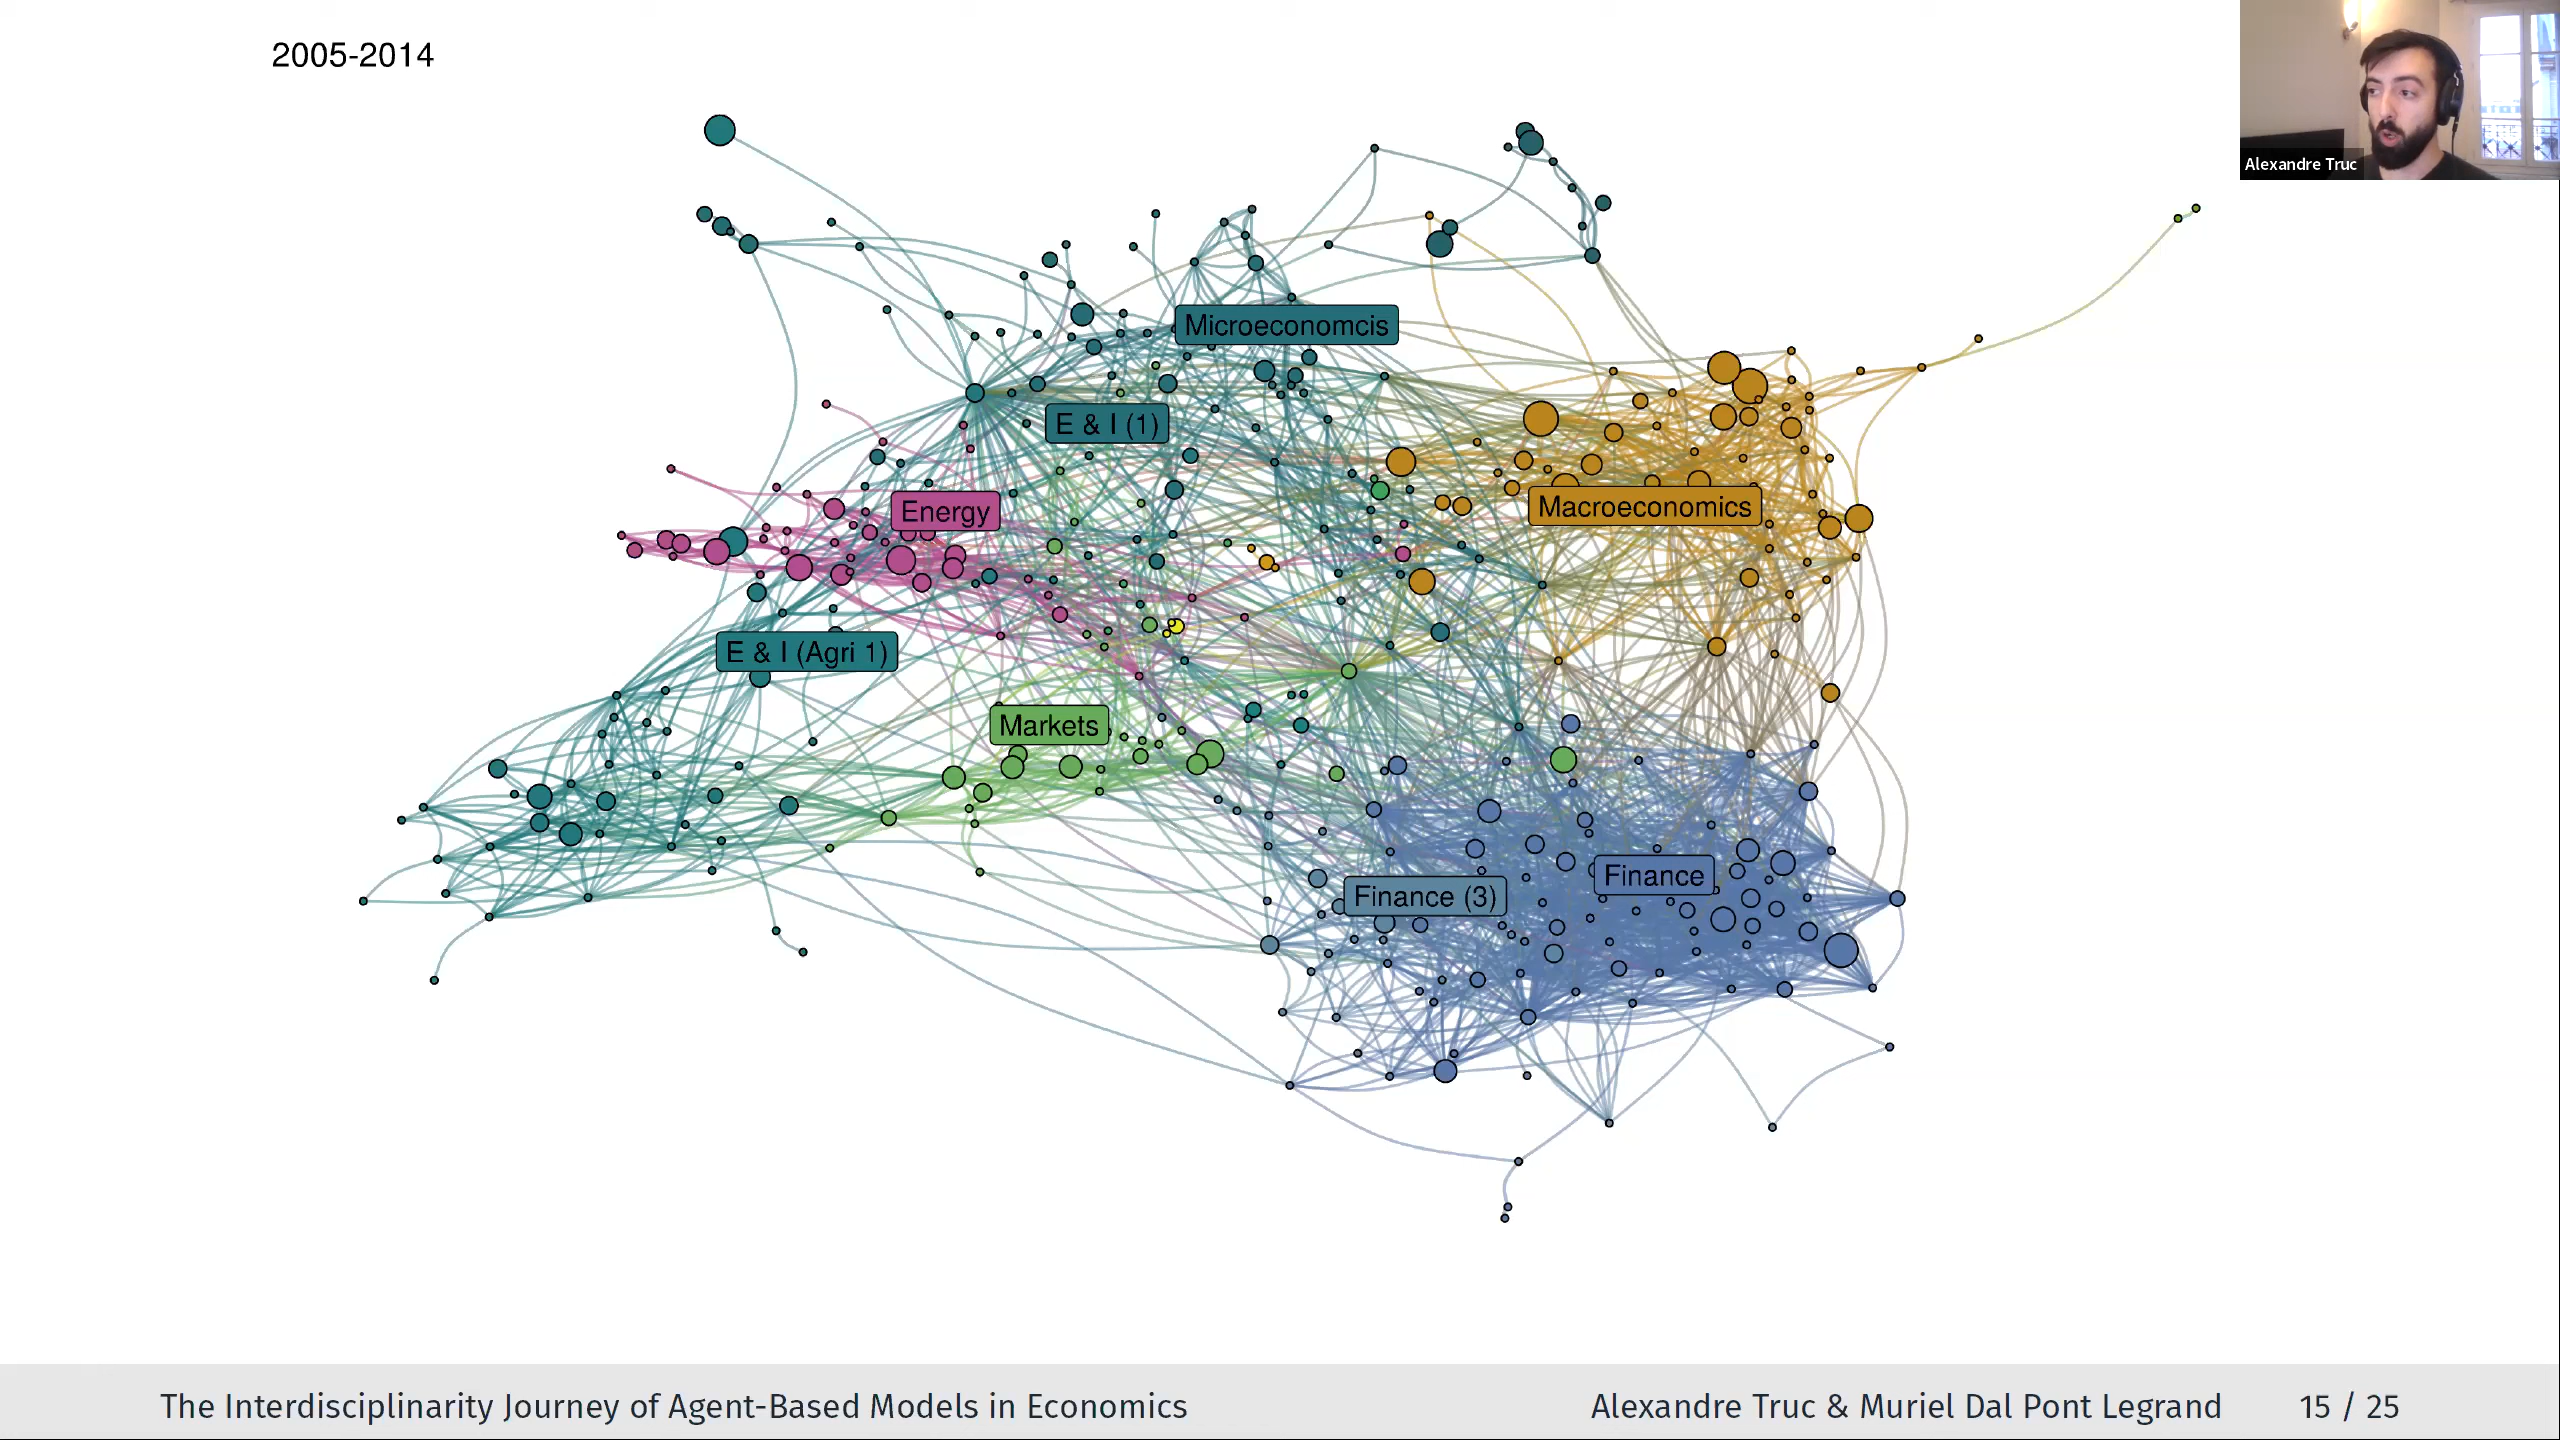 2005-2014
Alexandre Truc
Microeconomcis
E & I (1)
Energy
Macroeconomics
E & I (Agri 1)
Markets
Finance
Finance (3)
The Interdisciplinarity Journey of Agent-Based Models in Economics
Alexandre Truc & Muriel Dal Pont Legrand
15 / 25